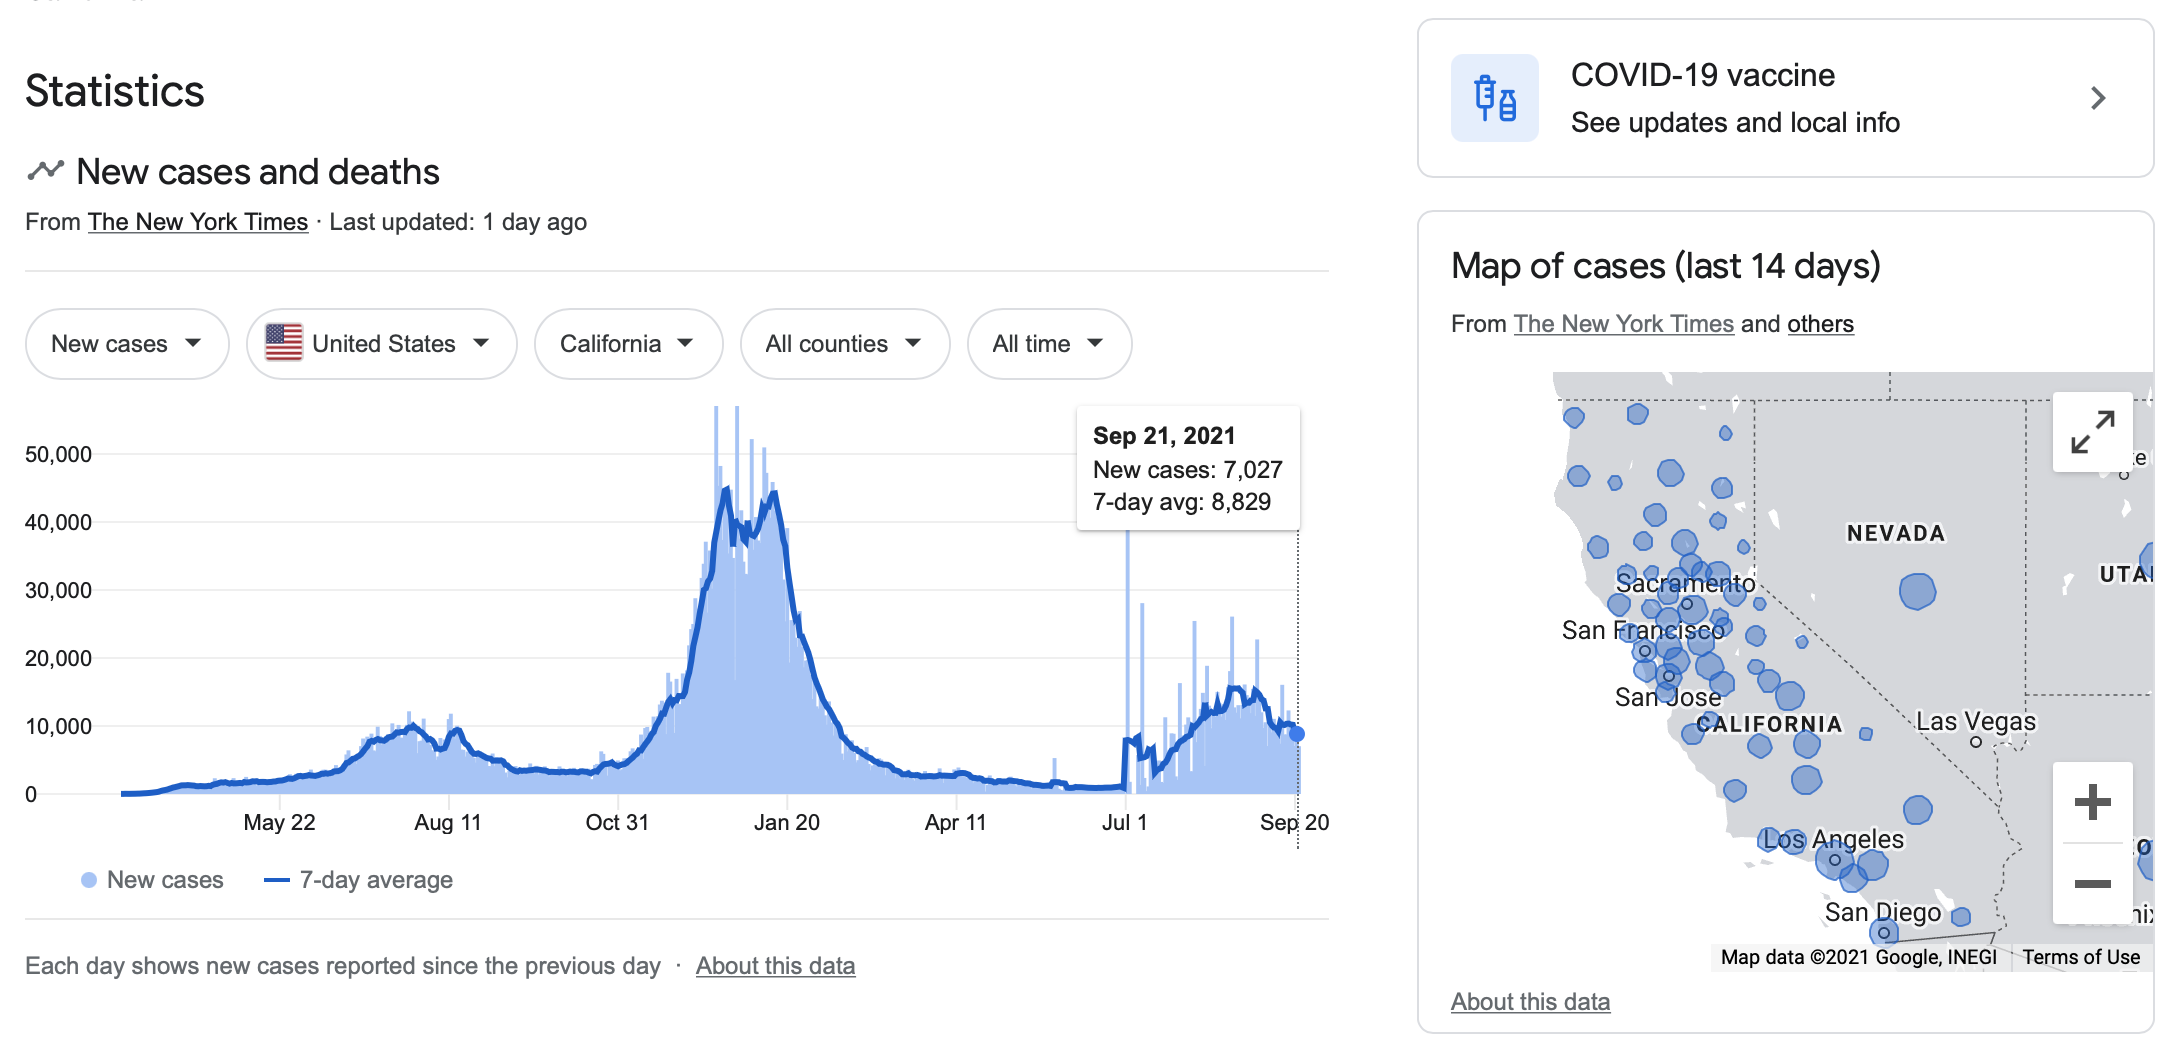 Statistics
New cases and deaths
From The New York Times · Last updated: 1 day ago
New cases
United States
California
All counties
All time
50,000
40,000
30,000
20,000
10,000
0
Sep 21, 2021
New cases: 7,027
7-day avg: 8,829
May 22
Aug 11
Oct 31
Jan 20
Apr 11
Jul 1
Sep 20
New cases
7-day average
Each day shows new cases reported since the previous day · About this data
COVID-19 vaccine
See updates and local info
Map of cases (last 14 days)
From The New York Times and others
NEVADA
UTA
Sacramento
San Francisco
San Jose
CALIFORNIA
Las Vegas
Los Angeles
San Diego
Map data ©2021 Google, INEGI
Terms of Use
About this data